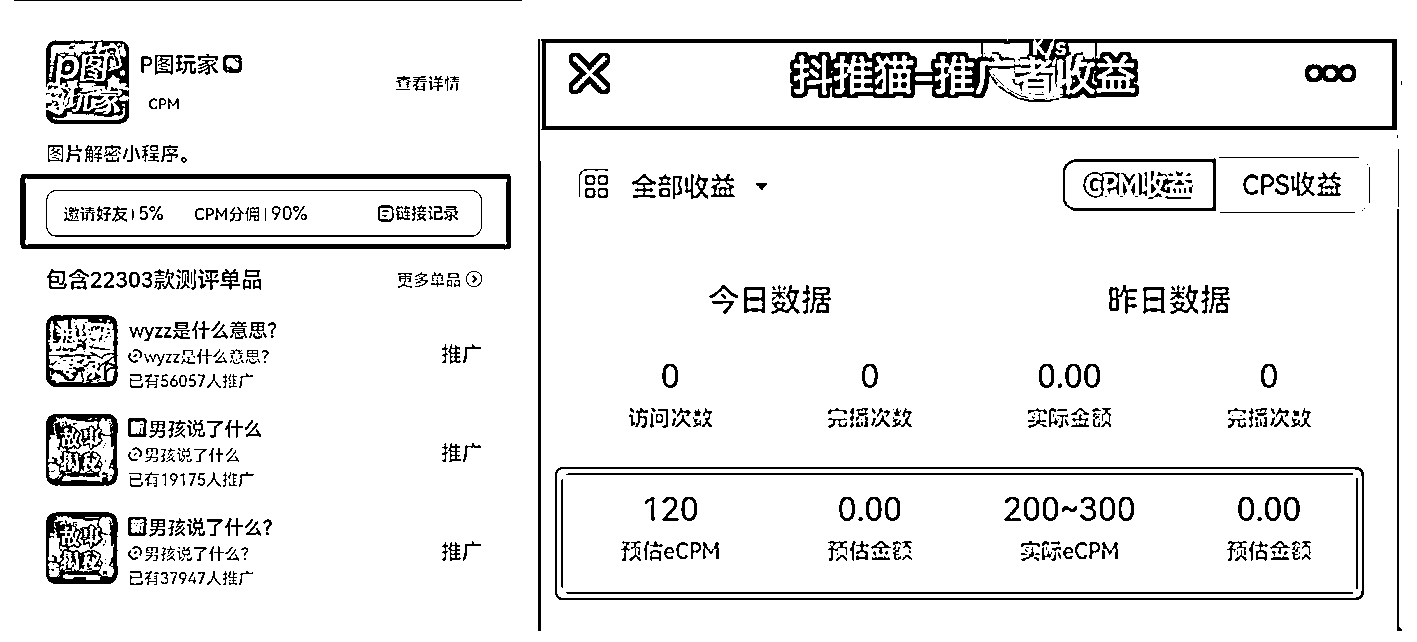 P图玩家
P图玩家
CPM
查看详情
图片解密小程序。
邀请好友|5% CPM分佣|90% 链接记录
包含22303款测评单品 更多单品
wyzz是什么意思?
wyzz是什么意思?
已有56057人推广
推广
故事揭秘
新男孩说了什么
男孩说了什么
已有19175人推广
推广
故事揭秘
新男孩说了什么?
男孩说了什么?
已有37947人推广
推广
K/s
抖推猫-推广者收益
全部收益
CPM收益 CPS收益
今日数据 昨日数据
0 0 0.00 0
访问次数 完播次数 实际金额 完播次数
120 0.00 200~300 0.00
预估eCPM 预估金额 实际eCPM 预估金额